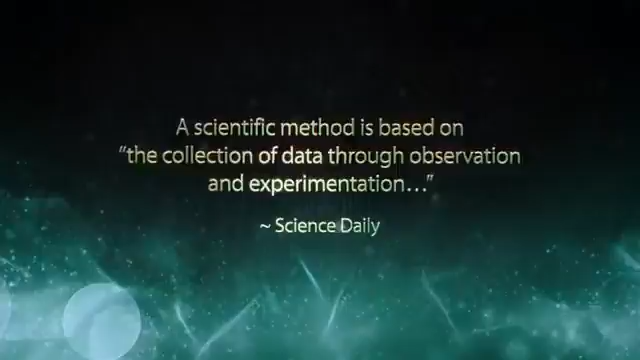 A scientific method is based on
“the collection of data through observation
and experimentation…”
~ Science Daily